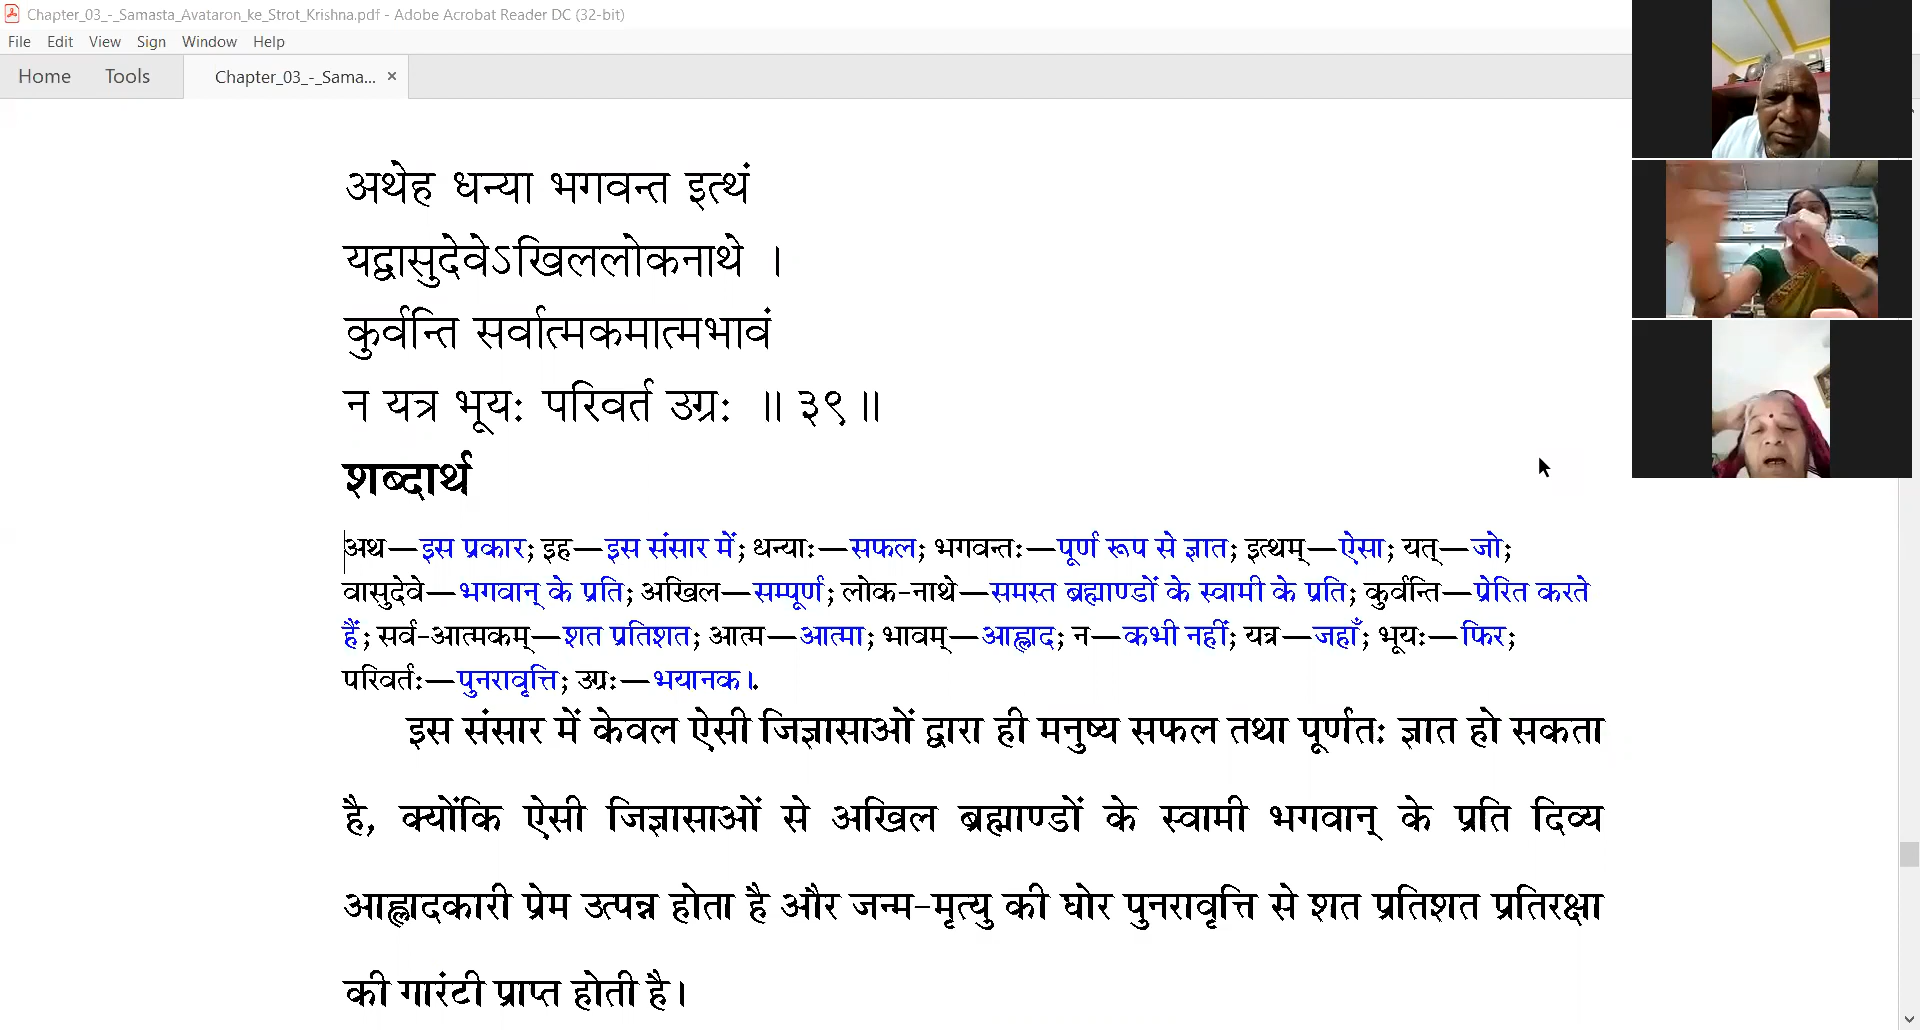 Chapter_03_-_Samasta_Avataron_ke_Strot_Krishna.pdf - Adobe Acrobat Reader DC (32-bit)
File Edit View Sign Window Help
Home Tools Chapter_03_-_Sama... ×
अथेह धन्या भगवन्त इत्थं
यद्वासुदेवेऽखिललोकनाथे ।
कुर्वन्ति सर्वात्मकमात्मभावं
न यत्र भूयः परिवर्त उग्रः ॥ ३९ ॥
शब्दार्थ
अथ—इस प्रकार; इह—इस संसार में; धन्याः—सफल; भगवन्तः—पूर्ण रूप से ज्ञात; इत्थम्—ऐसा; यत्—जो;
वासुदेवे—भगवान् के प्रति; अखिल—सम्पूर्ण; लोक-नाथे—समस्त ब्रह्माण्डों के स्वामी के प्रति; कुर्वन्ति—प्रेरित करते
हैं; सर्व-आत्मकम्—शत प्रतिशत; आत्म—आत्मा; भावम्—आह्लाद; न—कभी नहीं; यत्र—जहाँ; भूयः—फिर;
परिवर्तः—पुनरावृत्ति; उग्रः—भयानक।.
इस संसार में केवल ऐसी जिज्ञासाओं द्वारा ही मनुष्य सफल तथा पूर्णतः ज्ञात हो सकता
है, क्योंकि ऐसी जिज्ञासाओं से अखिल ब्रह्माण्डों के स्वामी भगवान् के प्रति दिव्य
आह्लादकारी प्रेम उत्पन्न होता है और जन्म-मृत्यु की घोर पुनरावृत्ति से शत प्रतिशत प्रतिरक्षा
की गारंटी प्राप्त होती है।